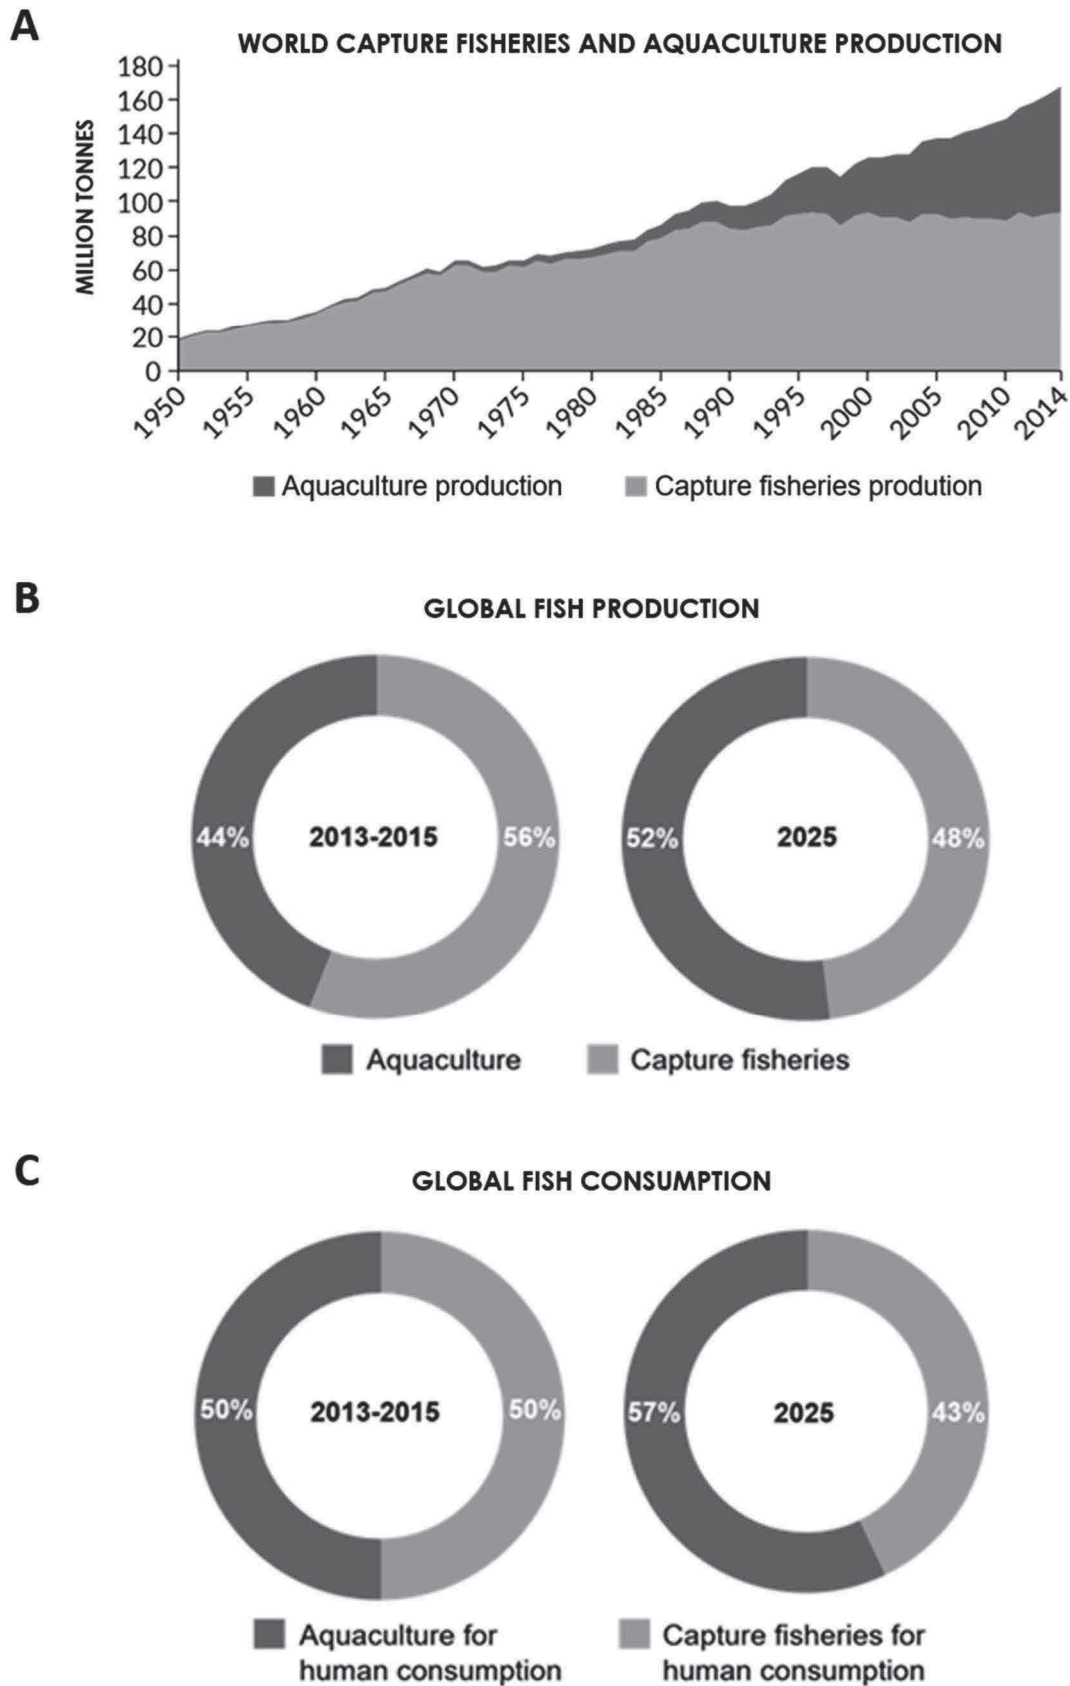 A
WORLD CAPTURE FISHERIES AND AQUACULTURE PRODUCTION
MILLION TONNES
180
160
140
120
100
80
60
40
20
0
1950
1955
1960
1965
1970
1975
1980
1985
1990
1995
2000
2005
2010
2014
Aquaculture production
Capture fisheries prodution
B
GLOBAL FISH PRODUCTION
44%
2013-2015
56%
52%
2025
48%
Aquaculture
Capture fisheries
C
GLOBAL FISH CONSUMPTION
50%
2013-2015
50%
57%
2025
43%
Aquaculture for
human consumption
Capture fisheries for
human consumption